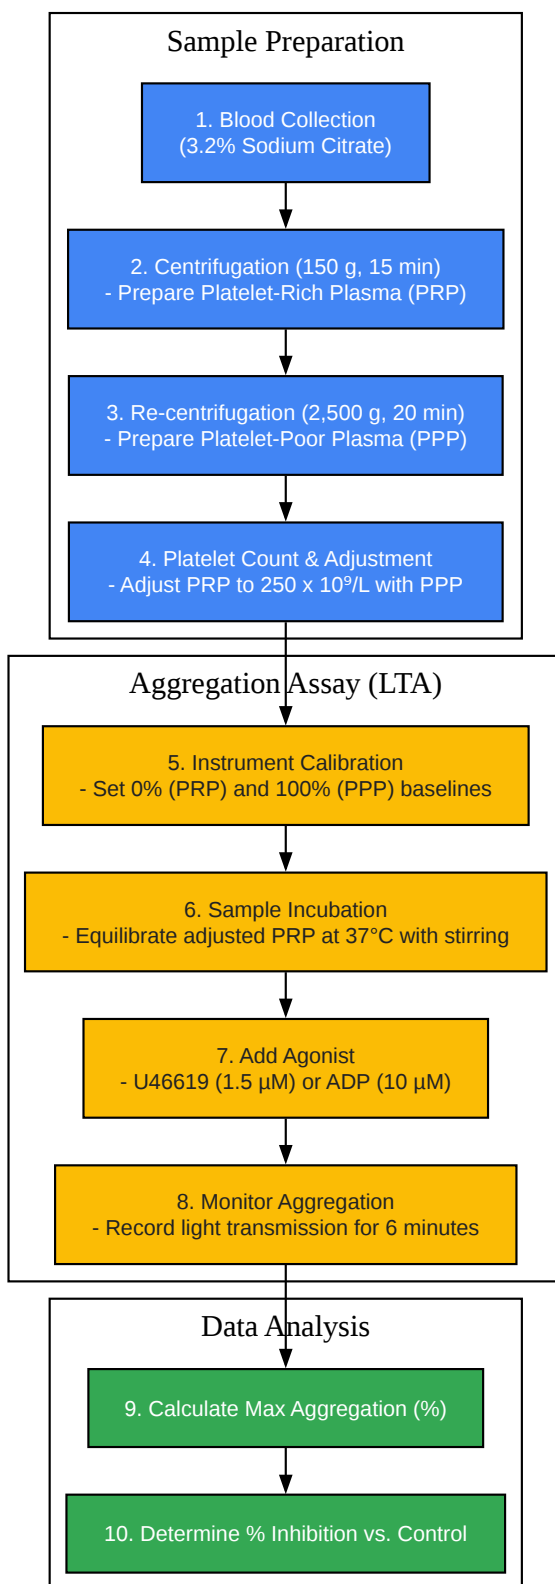 Sample Preparation
1. Blood Collection
(3.2% Sodium Citrate)
2. Centrifugation (150 g, 15 min)
- Prepare Platelet-Rich Plasma (PRP)
3. Re-centrifugation (2,500 g, 20 min)
- Prepare Platelet-Poor Plasma (PPP)
4. Platelet Count & Adjustment
- Adjust PRP to 250 x 10⁹/L with PPP
Aggregation Assay (LTA)
5. Instrument Calibration
- Set 0% (PRP) and 100% (PPP) baselines
6. Sample Incubation
- Equilibrate adjusted PRP at 37°C with stirring
7. Add Agonist
- U46619 (1.5 µM) or ADP (10 µM)
8. Monitor Aggregation
- Record light transmission for 6 minutes
Data Analysis
9. Calculate Max Aggregation (%)
10. Determine % Inhibition vs. Control